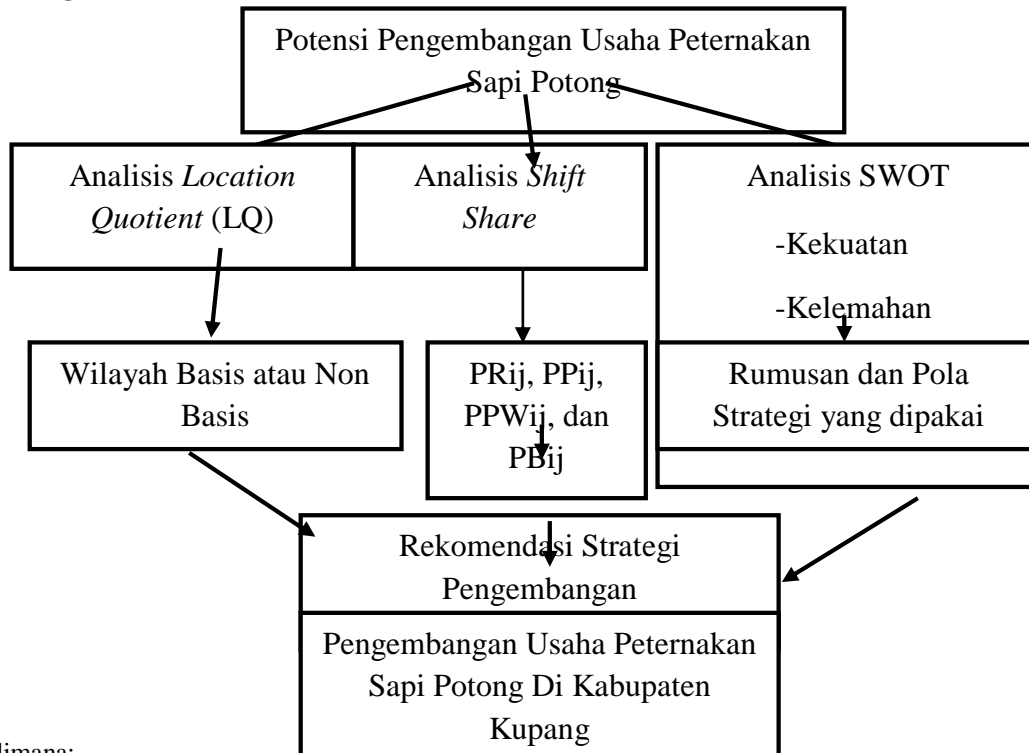 Potensi Pengembangan Usaha Peternakan
Sapi Potong
Analisis Location
Quotient (LQ)
Analisis Shift
Share
Analisis SWOT
-Kekuatan
-Kelemahan
Wilayah Basis atau Non
Basis
PRij, PPij,
PPWij, dan
PBij
Rumusan dan Pola
Strategi yang dipakai
Rekomendasi Strategi
Pengembangan
Pengembangan Usaha Peternakan
Sapi Potong Di Kabupaten
Kupang